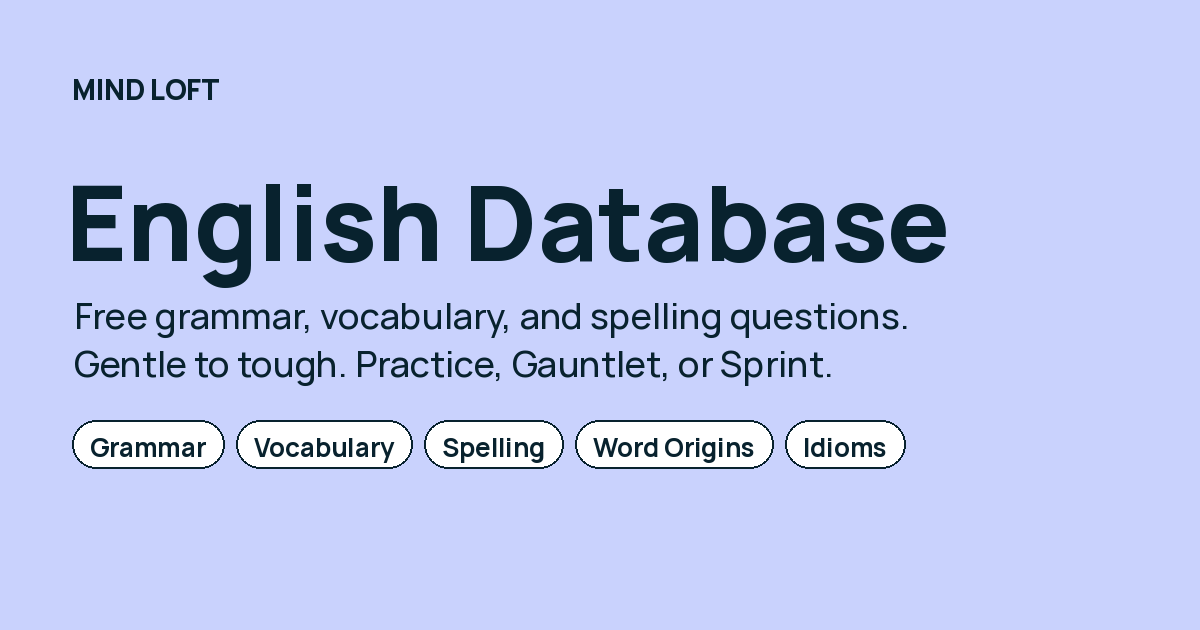 MIND LOFT
English Database
Free grammar, vocabulary, and spelling questions.
Gentle to tough. Practice, Gauntlet, or Sprint.
Grammar Vocabulary Spelling Word Origins Idioms